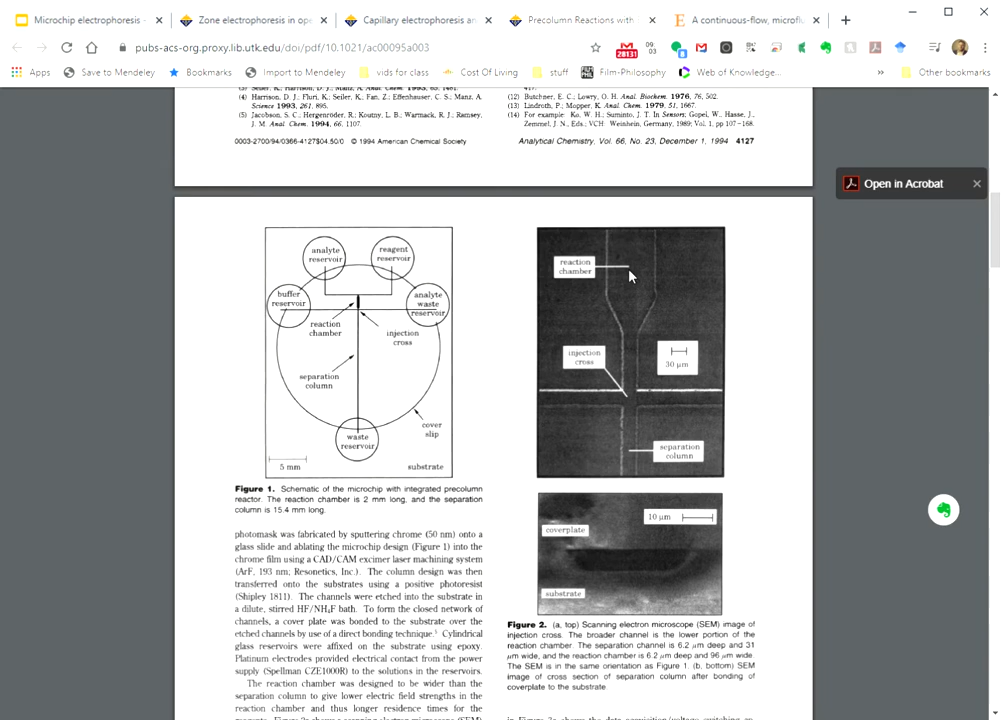 Microchip electrophoresis -
Zone electrophoresis in ope
Capillary electrophoresis an
Precolumn Reactions with
A continuous-flow, microflu
pubs-acs-org.proxy.lib.utk.edu/doi/pdf/10.1021/ac00095a003
28131
09:
03
Apps
Save to Mendeley
Bookmarks
Import to Mendeley
vids for class
Cost Of Living
stuff
Film-Philosophy
Web of Knowledge...
Other bookmarks
(4) Harrison, D. J.; Fluri, K.; Seiler, K.; Fan, Z.; Effenhauser, C. S.; Manz, A.
Science 1993, 261, 895.
(5) Jacobson, S. C.; Hergenröder, R.; Koutny, L. B.; Warmack, R. J.; Ramsey,
J. M. Anal. Chem. 1994, 66, 1107.
0003-2700/94/0366-4127$04.50/0 © 1994 American Chemical Society
(12) Butchner, E. C.; Lowry, O. H. Anal. Biochem. 1976, 76, 502.
(13) Lindroth, P.; Mopper, K. Anal. Chem. 1979, 51, 1667.
(14) For example: Ko, W. H.; Suminto, J. T. In Sensors; Gopel, W., Hasse, J.,
Zemmel, J. N., Eds.; VCH: Weinheim, Germany, 1989; Vol. 1, pp 107-168.
Analytical Chemistry, Vol. 66, No. 23, December 1, 1994 4127
Open in Acrobat
analyte
reservoir
reagent
reservoir
buffer
reservoir
analyte
waste
reservoir
reaction
chamber
injection
cross
separation
column
cover
slip
waste
reservoir
5 mm
substrate
Figure 1. Schematic of the microchip with integrated precolumn
reactor. The reaction chamber is 2 mm long, and the separation
column is 15.4 mm long.
photomask was fabricated by sputtering chrome (50 nm) onto a
glass slide and ablating the microchip design (Figure 1) into the
chrome film using a CAD/CAM excimer laser machining system
(ArF, 193 nm; Resonetics, Inc.). The column design was then
transferred onto the substrates using a positive photoresist
(Shipley 1811). The channels were etched into the substrate in
a dilute, stirred HF/NH₄F bath. To form the closed network of
channels, a cover plate was bonded to the substrate over the
etched channels by use of a direct bonding technique.⁵ Cylindrical
glass reservoirs were affixed on the substrate using epoxy.
Platinum electrodes provided electrical contact from the power
supply (Spellman CZE1000R) to the solutions in the reservoirs.
The reaction chamber was designed to be wider than the
separation column to give lower electric field strengths in the
reaction chamber and thus longer residence times for the
reaction
chamber
injection
cross
30 μm
separation
column
10 μm
coverplate
substrate
Figure 2. (a, top) Scanning electron microscope (SEM) image of
injection cross. The broader channel is the lower portion of the
reaction chamber. The separation channel is 6.2 μm deep and 31
μm wide, and the reaction chamber is 6.2 μm deep and 96 μm wide.
The SEM is in the same orientation as Figure 1. (b, bottom) SEM
image of cross section of separation column after bonding of
coverplate to the substrate.